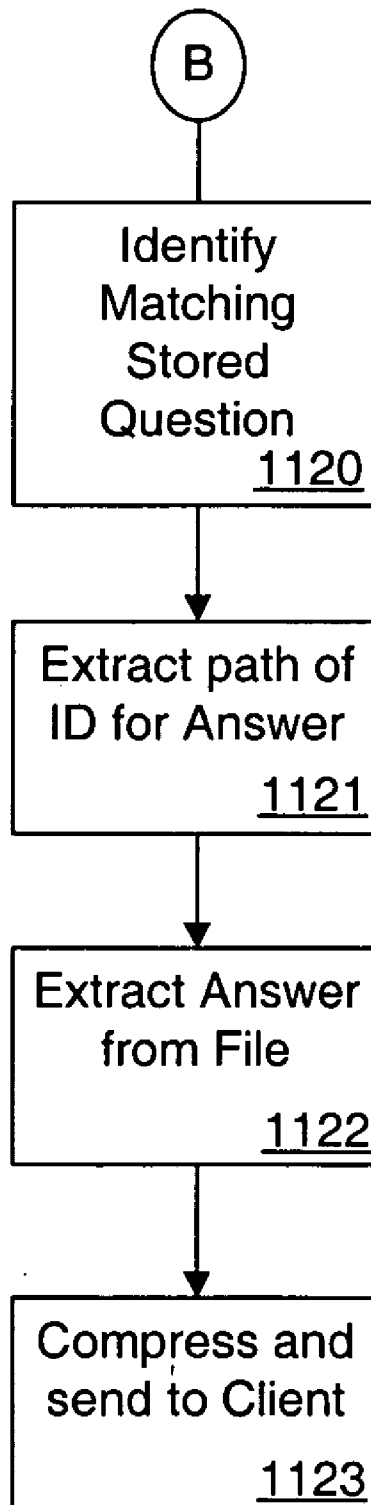 B
Identify
Matching
Stored
Question
1120
Extract path of
ID for Answer
1121
Extract Answer
from File
1122
Compress and
send to Client
1123